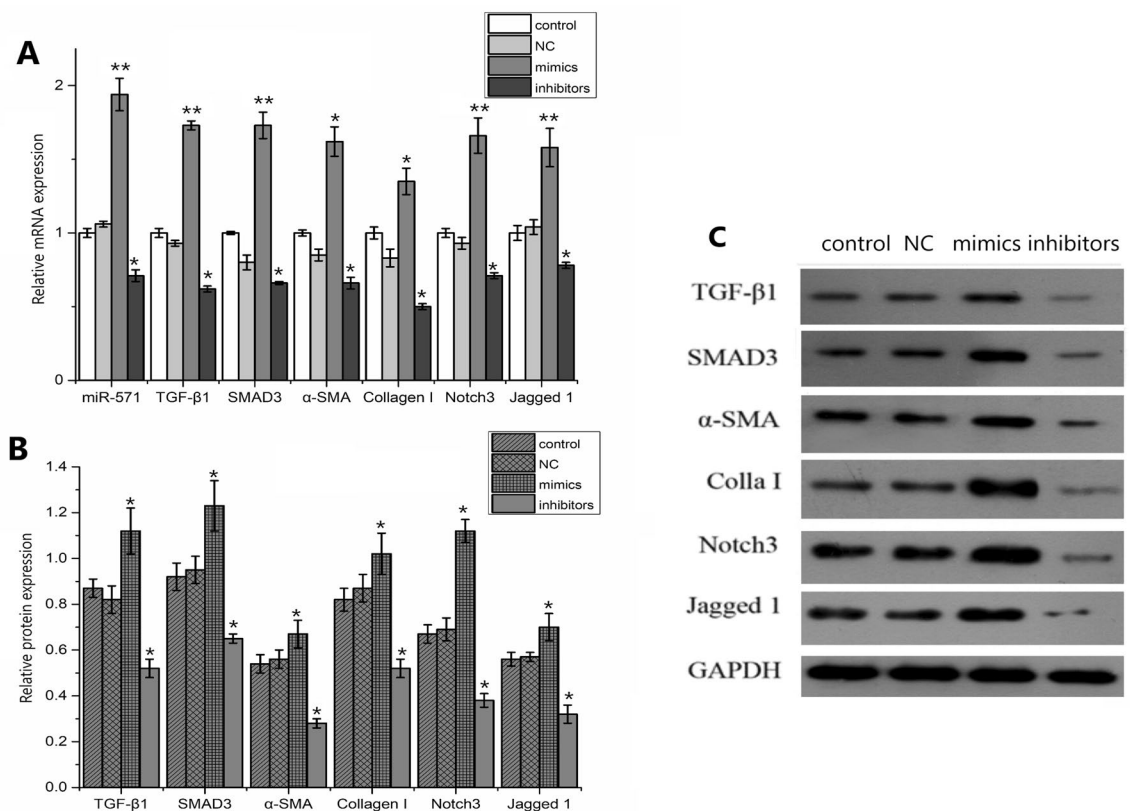 A
control
NC
mimics
inhibitors
Relative mRNA expression
2
1
0
** ** ** * * ** **
* * * * * * *
miR-571 TGF-β1 SMAD3 α-SMA Collagen I Notch3 Jagged 1
B
control
NC
mimics
inhibitors
Relative protein expression
1.4
1.2
1.0
0.8
0.6
0.4
0.2
0.0
* * * * * *
* * * * * *
TGF-β1 SMAD3 α-SMA Collagen I Notch3 Jagged 1
C
control NC mimics inhibitors
TGF-β1
SMAD3
α-SMA
Colla I
Notch3
Jagged 1
GAPDH